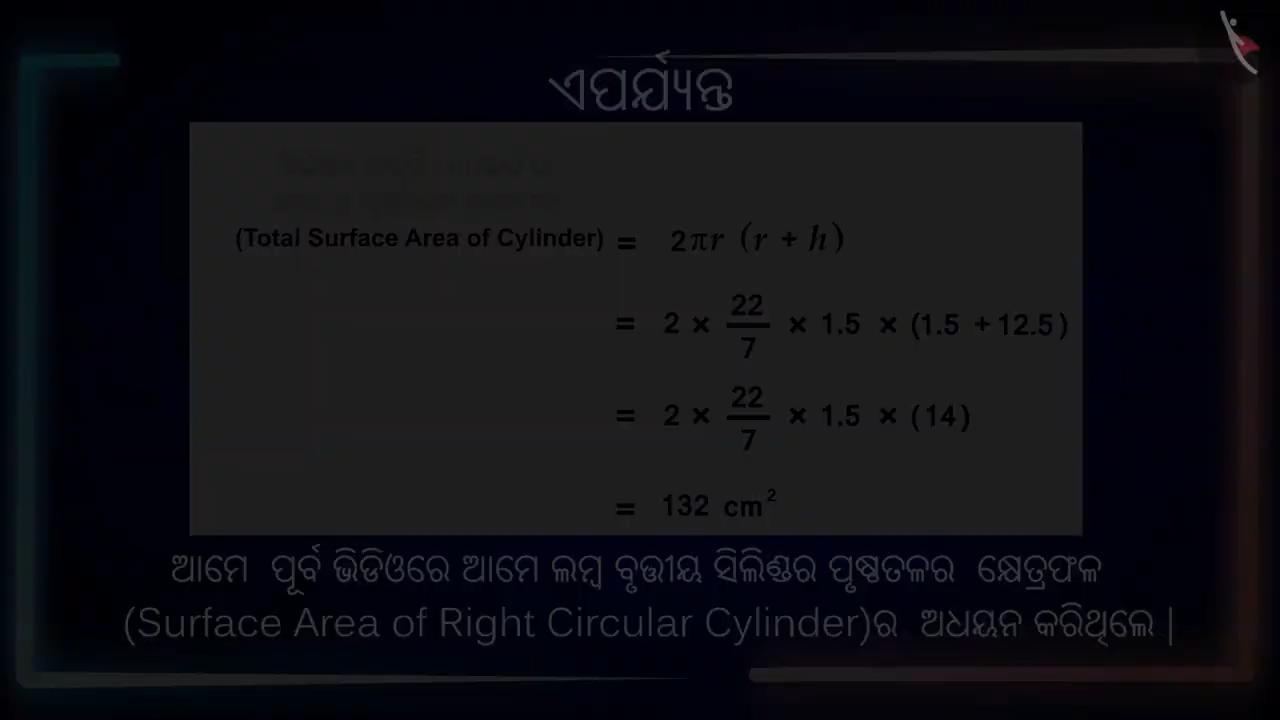 ଏପର୍ଯ୍ୟନ୍ତ
(Total Surface Area of Cylinder) = 2πr (r + h)
= 2 × 22/7 × 1.5 × (1.5 + 12.5)
= 2 × 22/7 × 1.5 × (14)
= 132 cm²
ଆମେ ପୂର୍ବ ଭିଡିଓରେ ଆମେ ଲମ୍ବ ବୃତ୍ତୀୟ ସିଲିଣ୍ଡର ପୃଷ୍ଠତଳର କ୍ଷେତ୍ରଫଳ
(Surface Area of Right Circular Cylinder)ର ଅଧ୍ୟୟନ କରିଥିଲେ |